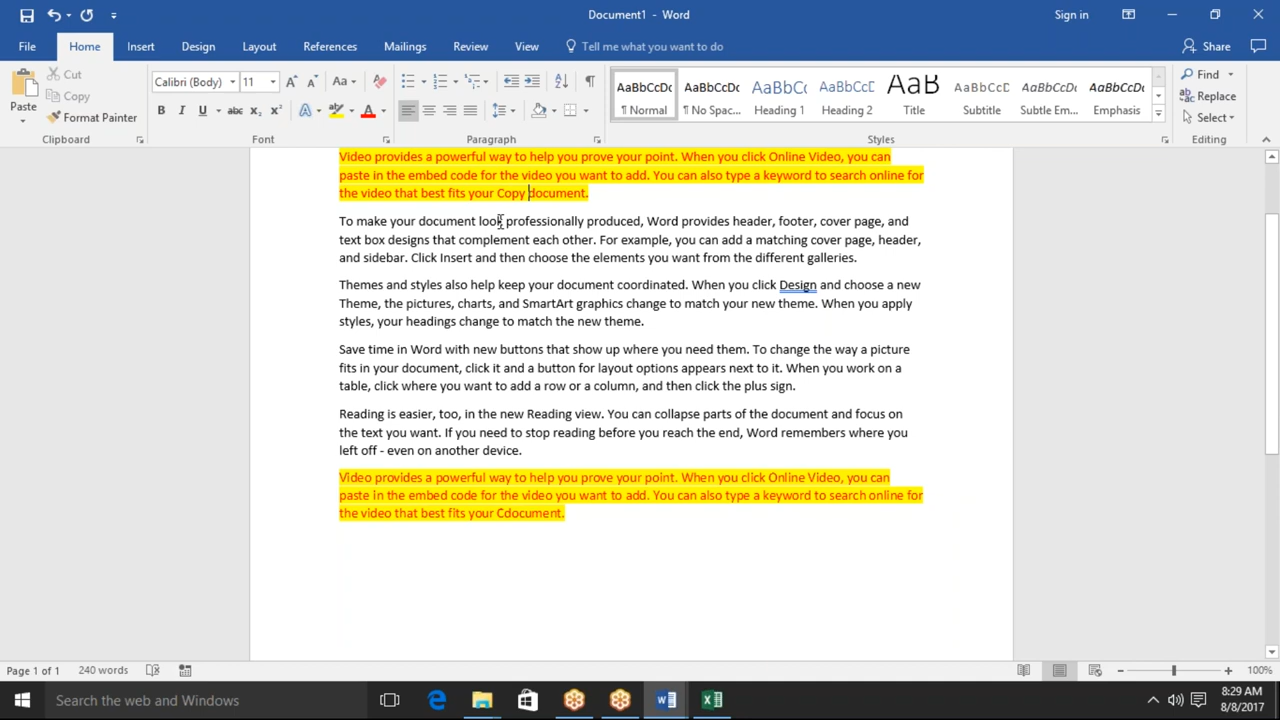 Document1 - Word
Sign in
File Home Insert Design Layout References Mailings Review View Tell me what you want to do Share
Paste
Cut
Copy
Format Painter
Calibri (Body) 11 Aa A A
B I U abc x2 x2 A A
AaBbCcDc AaBbCcDc AaBbCc AaBbCcD AaB AaBbCcD AaBbCcDc AaBbCcDc
¶ Normal ¶ No Spac... Heading 1 Heading 2 Title Subtitle Subtle Em... Emphasis
Find
Replace
Select
Clipboard Font Paragraph Styles Editing
Video provides a powerful way to help you prove your point. When you click Online Video, you can
paste in the embed code for the video you want to add. You can also type a keyword to search online for
the video that best fits your Copy document.
To make your document look professionally produced, Word provides header, footer, cover page, and
text box designs that complement each other. For example, you can add a matching cover page, header,
and sidebar. Click Insert and then choose the elements you want from the different galleries.
Themes and styles also help keep your document coordinated. When you click Design and choose a new
Theme, the pictures, charts, and SmartArt graphics change to match your new theme. When you apply
styles, your headings change to match the new theme.
Save time in Word with new buttons that show up where you need them. To change the way a picture
fits in your document, click it and a button for layout options appears next to it. When you work on a
table, click where you want to add a row or a column, and then click the plus sign.
Reading is easier, too, in the new Reading view. You can collapse parts of the document and focus on
the text you want. If you need to stop reading before you reach the end, Word remembers where you
left off - even on another device.
Video provides a powerful way to help you prove your point. When you click Online Video, you can
paste in the embed code for the video you want to add. You can also type a keyword to search online for
the video that best fits your Cdocument.
Page 1 of 1 240 words 100%
Search the web and Windows
8:29 AM
8/8/2017